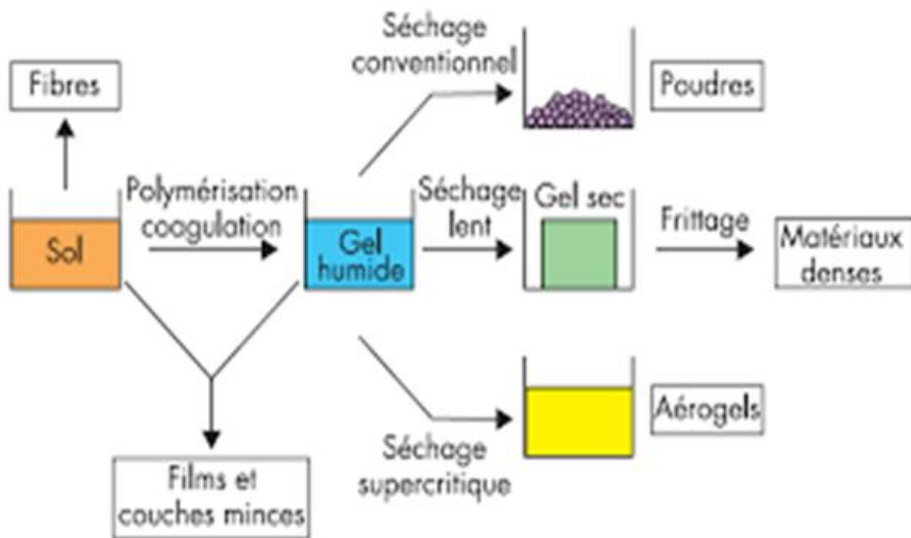 Séchage
conventionnel
Fibres
Poudres
Polymérisation
coagulation
Séchage
lent
Gel sec
Frittage
Sol
Gel
humide
Matériaux
denses
Aérogels
Séchage
supercritique
Films et
couches minces